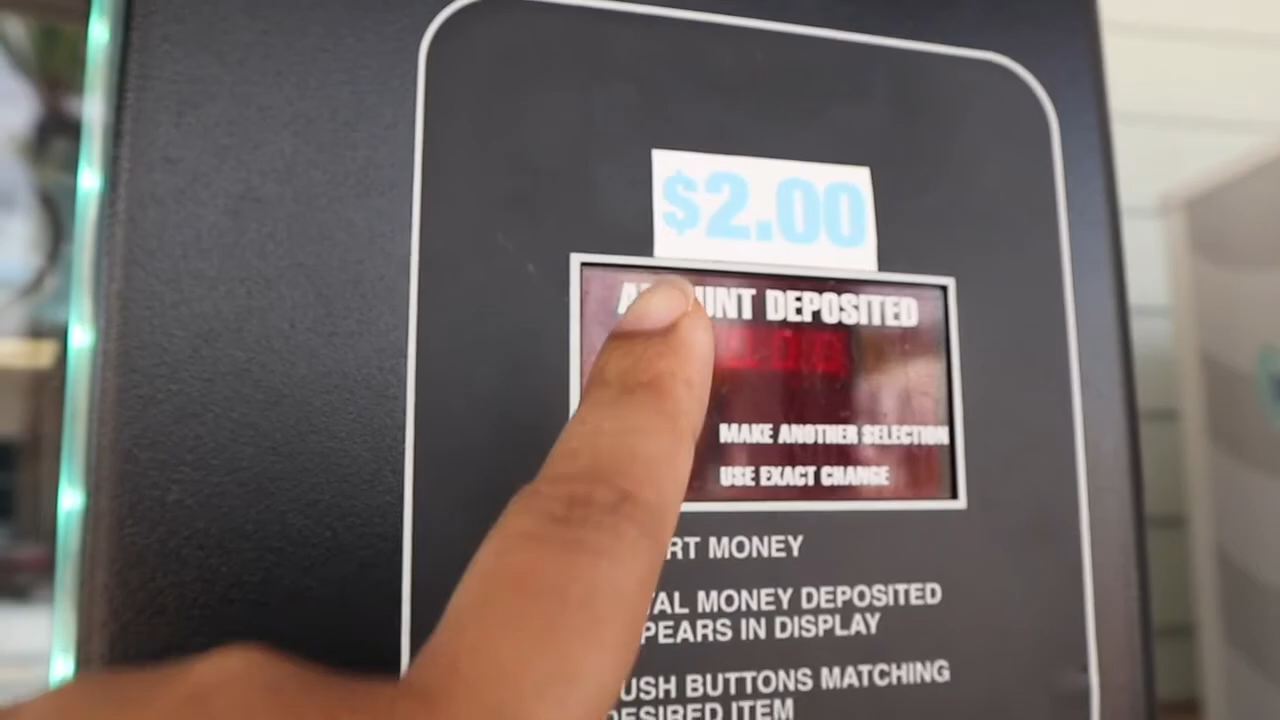 $2.00
UNT DEPOSITED
MAKE ANOTHER SELECTION
USE EXACT CHANGE
RT MONEY
TAL MONEY DEPOSITED
PEARS IN DISPLAY
USH BUTTONS MATCHING
DESIRED ITEM